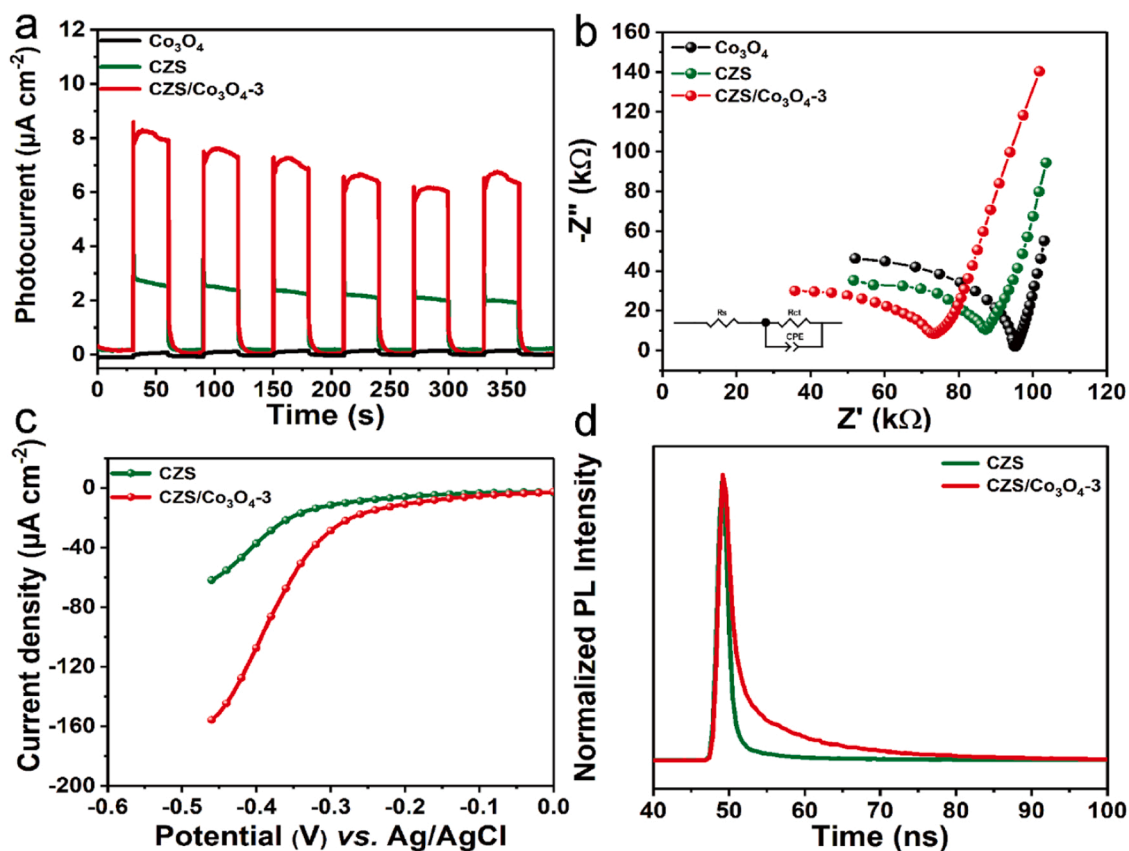 a
Photocurrent (μA cm⁻²)
12
10
8
6
4
2
0
Co₃O₄
CZS
CZS/Co₃O₄-3
0 50 100 150 200 250 300 350
Time (s)
b
-Z" (kΩ)
160
140
120
100
80
60
40
20
0
Co₃O₄
CZS
CZS/Co₃O₄-3
Rs
Rct
CPE
0 20 40 60 80 100 120
Z' (kΩ)
c
Current density (μA cm⁻²)
0
-40
-80
-120
-160
-200
CZS
CZS/Co₃O₄-3
-0.6 -0.5 -0.4 -0.3 -0.2 -0.1 0.0
Potential (V) vs. Ag/AgCl
d
Normalized PL Intensity
CZS
CZS/Co₃O₄-3
40 50 60 70 80 90 100
Time (ns)